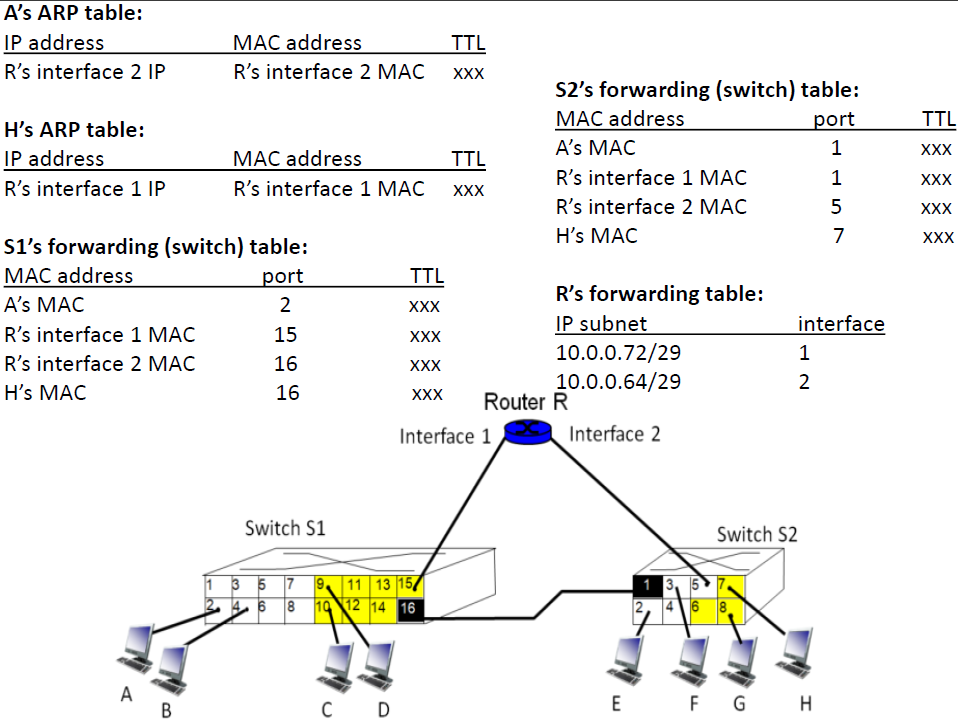 A's ARP table:
IP address MAC address TTL
R's interface 2 IP R's interface 2 MAC xxx
H's ARP table:
IP address MAC address TTL
R's interface 1 IP R's interface 1 MAC xxx
S1's forwarding (switch) table:
MAC address port TTL
A's MAC 2 xxx
R's interface 1 MAC 15 xxx
R's interface 2 MAC 16 xxx
H's MAC 16 xxx
S2's forwarding (switch) table:
MAC address port TTL
A's MAC 1 xxx
R's interface 1 MAC 1 xxx
R's interface 2 MAC 5 xxx
H's MAC 7 xxx
R's forwarding table:
IP subnet interface
10.0.0.72/29 1
10.0.0.64/29 2
Router R
Interface 1 Interface 2
Switch S1
1 3 5 7 9 11 13 15
2 4 6 8 10 12 14 16
A B C D
Switch S2
1 3 5 7
2 4 6 8
E F G H